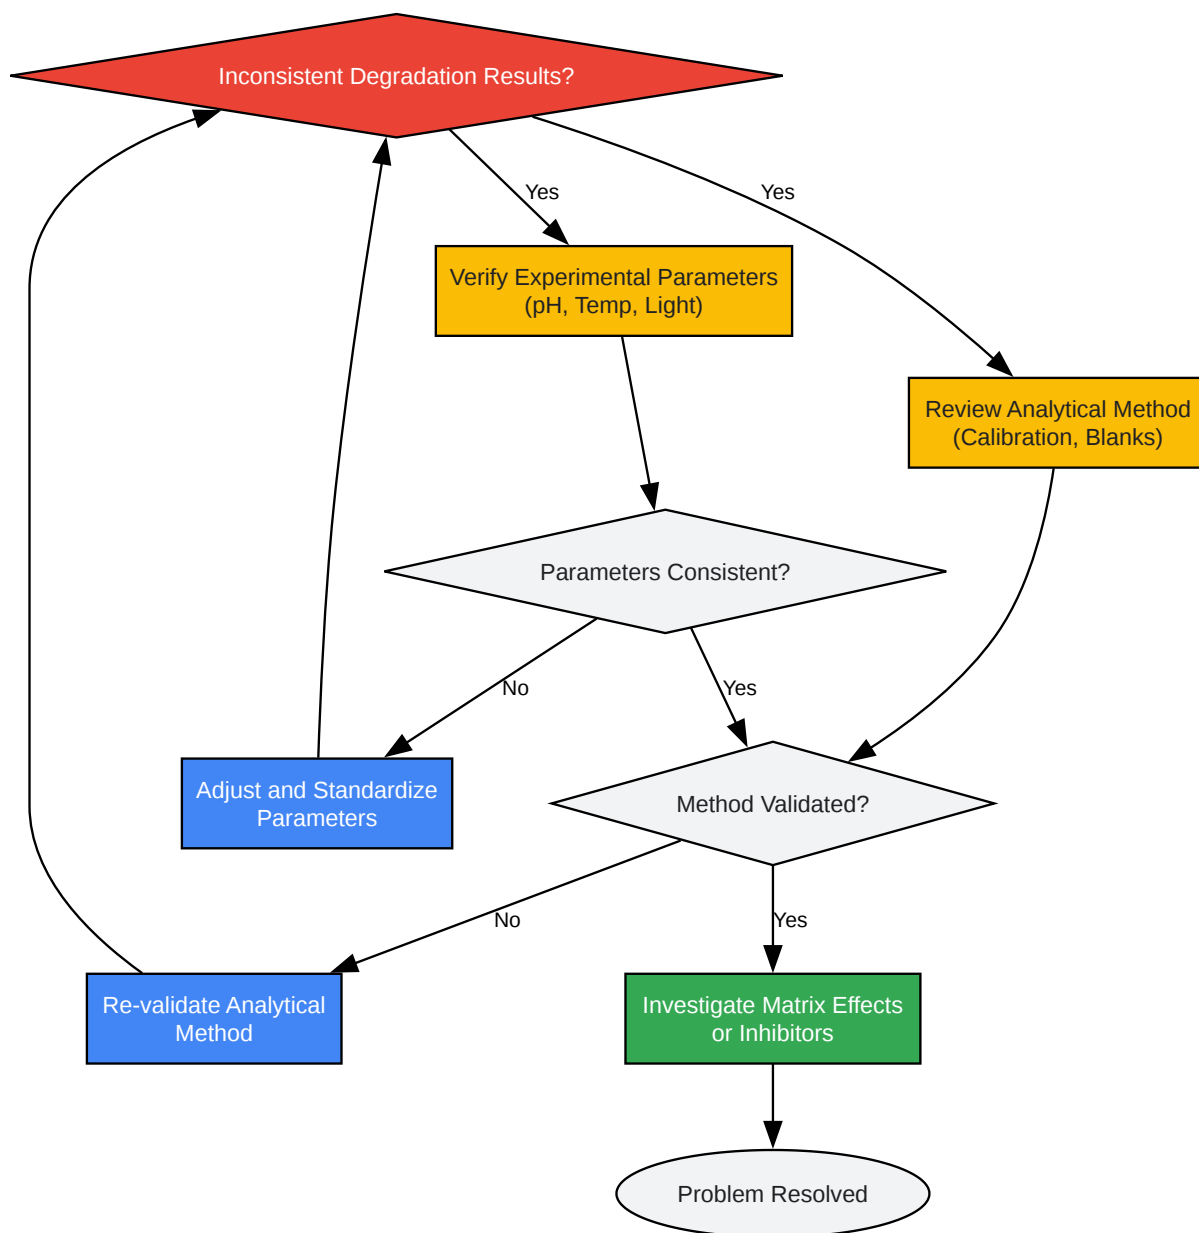 Inconsistent Degradation Results?
Yes
Yes
Verify Experimental Parameters
(pH, Temp, Light)
Review Analytical Method
(Calibration, Blanks)
Parameters Consistent?
No
Yes
Adjust and Standardize
Parameters
Method Validated?
No
Yes
Re-validate Analytical
Method
Investigate Matrix Effects
or Inhibitors
Problem Resolved